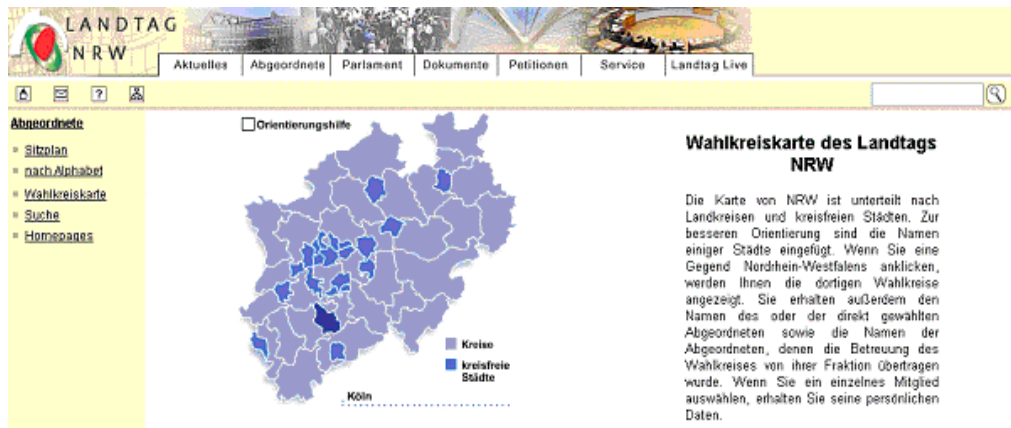 LANDTAG
NRW
Aktuelles Abgeordnete Parlament Dokumente Petitionen Service Landtag Live
?
Abgeordnete
Sitzplan
nach Alphabet
Wahlkreiskarte
Suche
Homepages
Orientierungshilfe
Kreise
kreisfreie
Städte
Köln
Wahlkreiskarte des Landtags
NRW
Die Karte von NRW ist unterteilt nach
Landkreisen und kreisfreien Städten. Zur
besseren Orientierung sind die Namen
einiger Städte eingefügt. Wenn Sie eine
Gegend Nordrhein-Westfalens anklicken,
werden Ihnen die dortigen Wahlkreise
angezeigt. Sie erhalten außerdem den
Namen des oder der direkt gewählten
Abgeordneten sowie die Namen der
Abgeordneten, denen die Betreuung des
Wahlkreises von ihrer Fraktion übertragen
wurde. Wenn Sie ein einzelnes Mitglied
auswählen, erhalten Sie seine persönlichen
Daten.